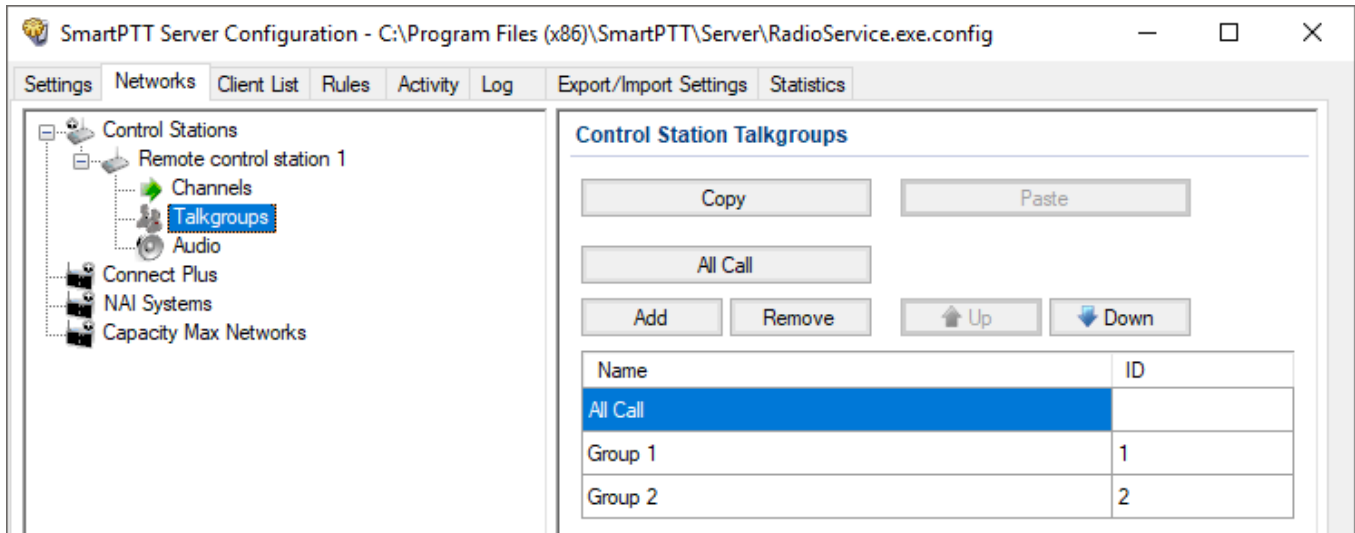 SmartPTT Server Configuration - C:\Program Files (x86)\SmartPTT\Server\RadioService.exe.config
Settings Networks Client List Rules Activity Log Export/Import Settings Statistics
Control Stations
Remote control station 1
Channels
Talkgroups
Audio
Connect Plus
NAI Systems
Capacity Max Networks
Control Station Talkgroups
Copy Paste
All Call
Add Remove Up Down
Name ID
All Call
Group 1 1
Group 2 2